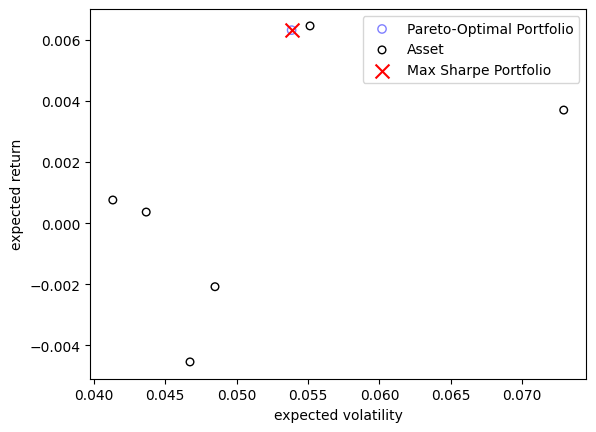 Pareto-Optimal Portfolio
Asset
Max Sharpe Portfolio
expected return
0.006
0.004
0.002
0.000
−0.002
−0.004
0.040 0.045 0.050 0.055 0.060 0.065 0.070
expected volatility